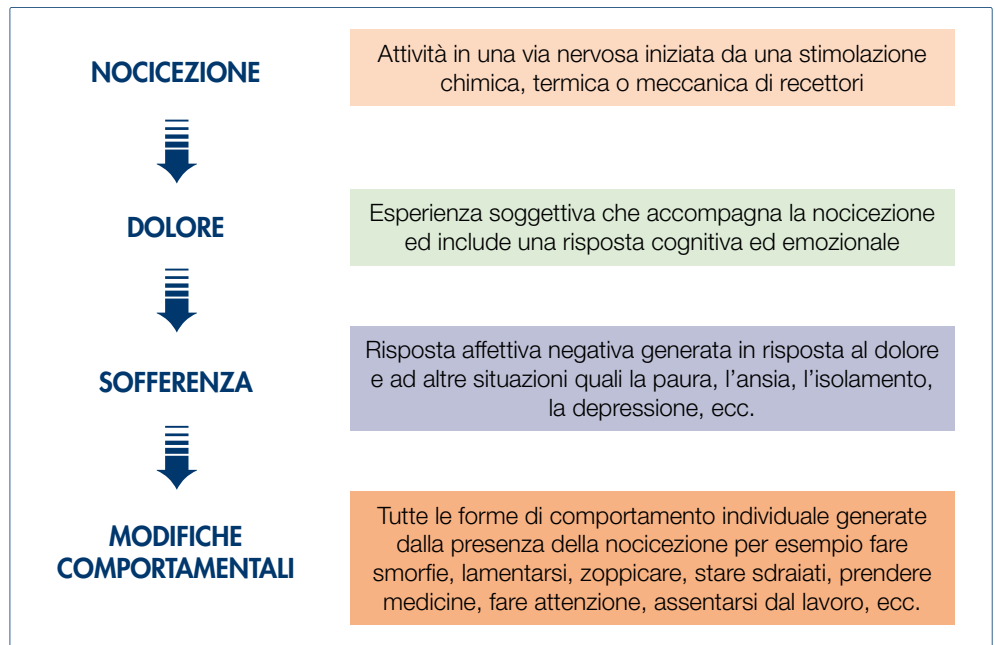 NOCICEZIONE
Attività in una via nervosa iniziata da una stimolazione
chimica, termica o meccanica di recettori
DOLORE
Esperienza soggettiva che accompagna la nocicezione
ed include una risposta cognitiva ed emozionale
SOFFERENZA
Risposta affettiva negativa generata in risposta al dolore
e ad altre situazioni quali la paura, l’ansia, l’isolamento,
la depressione, ecc.
MODIFICHE
COMPORTAMENTALI
Tutte le forme di comportamento individuale generate
dalla presenza della nocicezione per esempio fare
smorfie, lamentarsi, zoppicare, stare sdraiati, prendere
medicine, fare attenzione, assentarsi dal lavoro, ecc.